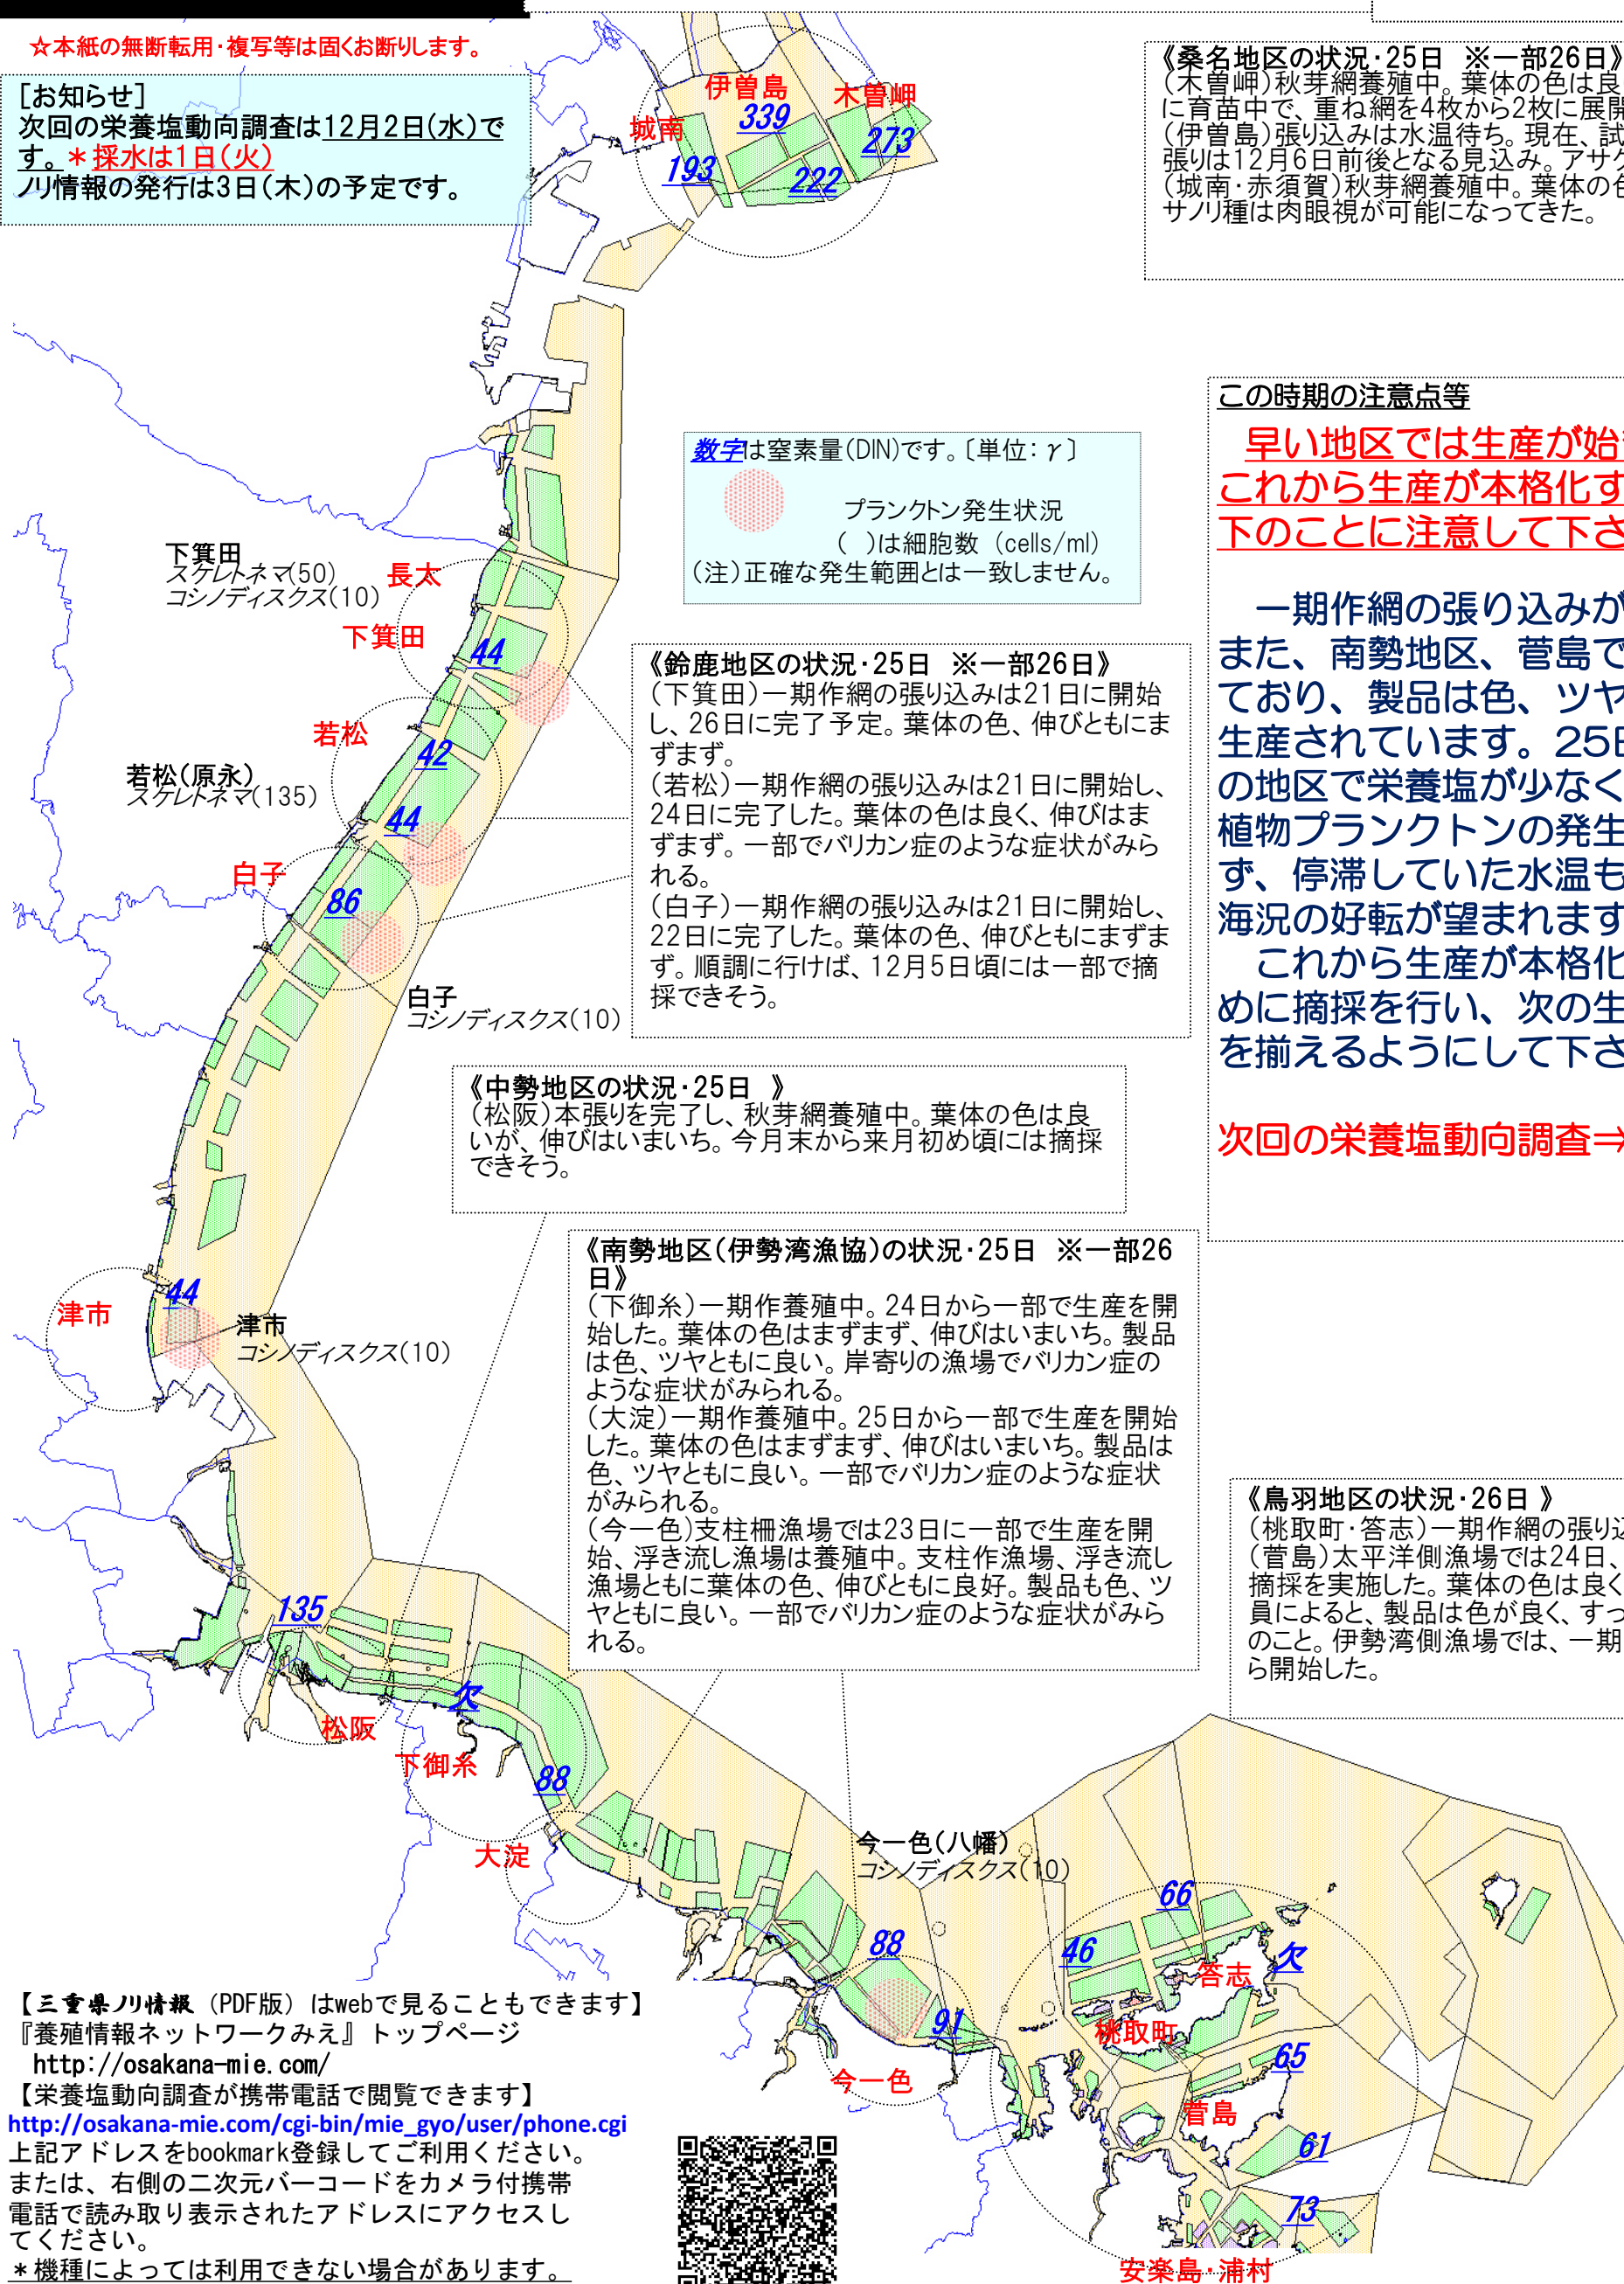 ☆本紙の無断転用・複写等は固くお断りします。
［お知らせ］
次回の栄養塩動向調査は12月2日(水)で
す。＊採水は1日(火)
ノリ情報の発行は3日(木)の予定です。
伊曽島
木曽岬
城南
339
273
193
222
《桑名地区の状況・25日　※一部26日》
（木曽岬）秋芽網養殖中。葉体の色は良
に育苗中で、重ね網を4枚から2枚に展開
（伊曽島）張り込みは水温待ち。現在、試
張りは12月6日前後となる見込み。アサク
（城南・赤須賀）秋芽網養殖中。葉体の色
サノリ種は肉眼視が可能になってきた。
数字は窒素量(DIN)です。〔単位：γ〕
プランクトン発生状況
(　)は細胞数 (cells/ml)
（注）正確な発生範囲とは一致しません。
この時期の注意点等
早い地区では生産が始
これから生産が本格化す
下のことに注意して下さ
一期作網の張り込みが
また、南勢地区、菅島で
ており、製品は色、ツヤ
生産されています。25日
の地区で栄養塩が少なく
植物プランクトンの発生
ず、停滞していた水温も
海況の好転が望まれます
これから生産が本格化
めに摘採を行い、次の生
を揃えるようにして下さ
次回の栄養塩動向調査⇒
下箕田
スケレトネマ(50)
コシノディスクス(10)
長太
下箕田
44
若松
42
若松(原永)
スケレトネマ(135)
44
白子
86
白子
コシノディスクス(10)
《鈴鹿地区の状況・25日　※一部26日》
（下箕田）一期作網の張り込みは21日に開始
し、26日に完了予定。葉体の色、伸びともにま
ずまず。
（若松）一期作網の張り込みは21日に開始し、
24日に完了した。葉体の色は良く、伸びはま
ずまず。一部でバリカン症のような症状がみら
れる。
（白子）一期作網の張り込みは21日に開始し、
22日に完了した。葉体の色、伸びともにまずま
ず。順調に行けば、12月5日頃には一部で摘
採できそう。
《中勢地区の状況・25日　》
（松阪）本張りを完了し、秋芽網養殖中。葉体の色は良
いが、伸びはいまいち。今月末から来月初め頃には摘採
できそう。
《南勢地区（伊勢湾漁協）の状況・25日　※一部26
日》
（下御糸）一期作養殖中。24日から一部で生産を開
始した。葉体の色はまずまず、伸びはいまいち。製品
は色、ツヤともに良い。岸寄りの漁場でバリカン症の
ような症状がみられる。
（大淀）一期作養殖中。25日から一部で生産を開始
した。葉体の色はまずまず、伸びはいまいち。製品は
色、ツヤともに良い。一部でバリカン症のような症状
がみられる。
（今一色）支柱柵漁場では23日に一部で生産を開
始、浮き流し漁場は養殖中。支柱作漁場、浮き流し
漁場ともに葉体の色、伸びともに良好。製品も色、ツ
ヤともに良い。一部でバリカン症のような症状がみら
れる。
44
津市
津市
コシノディスクス(10)
《鳥羽地区の状況・26日 》
（桃取町・答志）一期作網の張り込
（菅島）太平洋側漁場では24日、
摘採を実施した。葉体の色は良く
員によると、製品は色が良く、すっ
のこと。伊勢湾側漁場では、一期
ら開始した。
135
欠
松阪
下御糸
88
大淀
今一色(八幡)
コシノディスクス(10)
88
91
今一色
66
46
欠
答志
桃取町
65
菅島
61
73
安楽島・浦村
【三重県ノリ情報（PDF版）はwebで見ることもできます】
『養殖情報ネットワークみえ』トップページ
http://osakana-mie.com/
【栄養塩動向調査が携帯電話で閲覧できます】
http://osakana-mie.com/cgi-bin/mie_gyo/user/phone.cgi
上記アドレスをbookmark登録してご利用ください。
または、右側の二次元バーコードをカメラ付携帯
電話で読み取り表示されたアドレスにアクセスし
てください。
＊機種によっては利用できない場合があります。